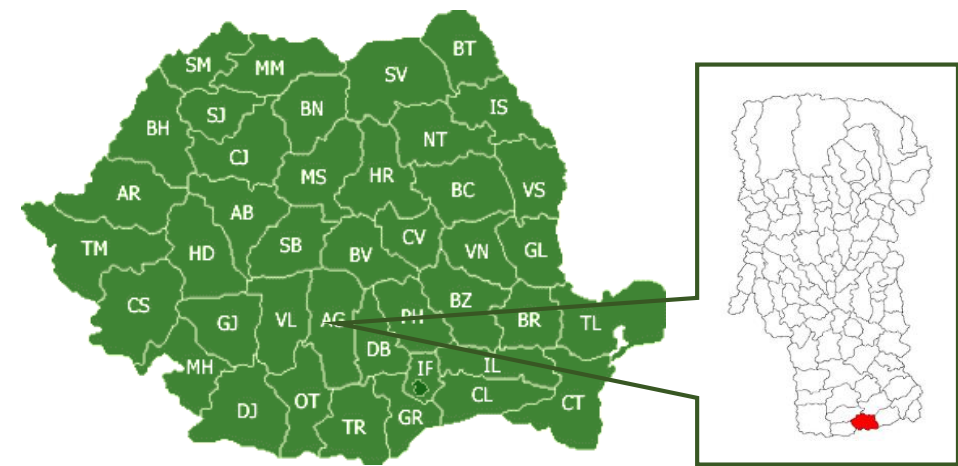 BT
SM
MM
SV
SJ
BN
IS
BH
NT
CJ
MS
HR
BC
VS
AR
AB
CV
TM
HD
SB
BV
VN
GL
CS
BZ
GJ
VL
AG
PH
BR
TL
DB
MH
IF
IL
OT
CL
DJ
GR
CT
TR